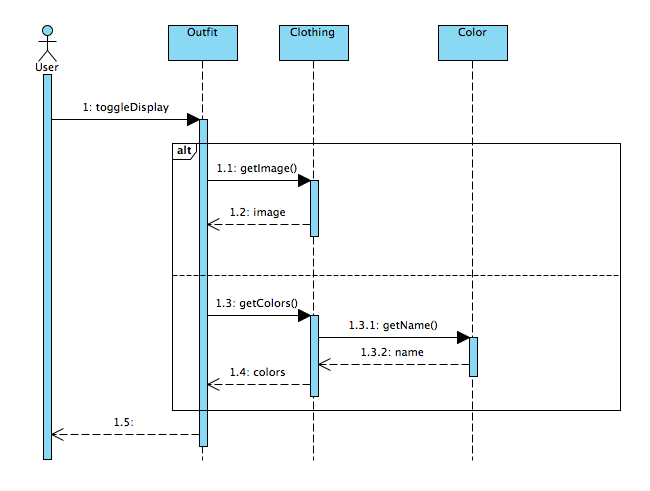 Outfit
Clothing
Color
User
1: toggleDisplay
alt
1.1: getImage()
1.2: image
1.3: getColors()
1.3.1: getName()
1.3.2: name
1.4: colors
1.5: